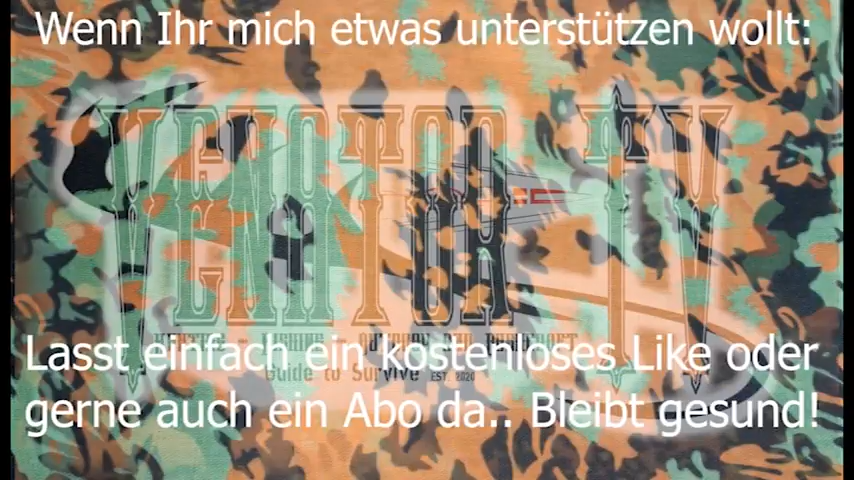 Wenn Ihr mich etwas unterstützen wollt:
VENATOR TV
Lasst einfach ein kostenloses Like oder
Guide to Survive EST. 2020
gerne auch ein Abo da.. Bleibt gesund!